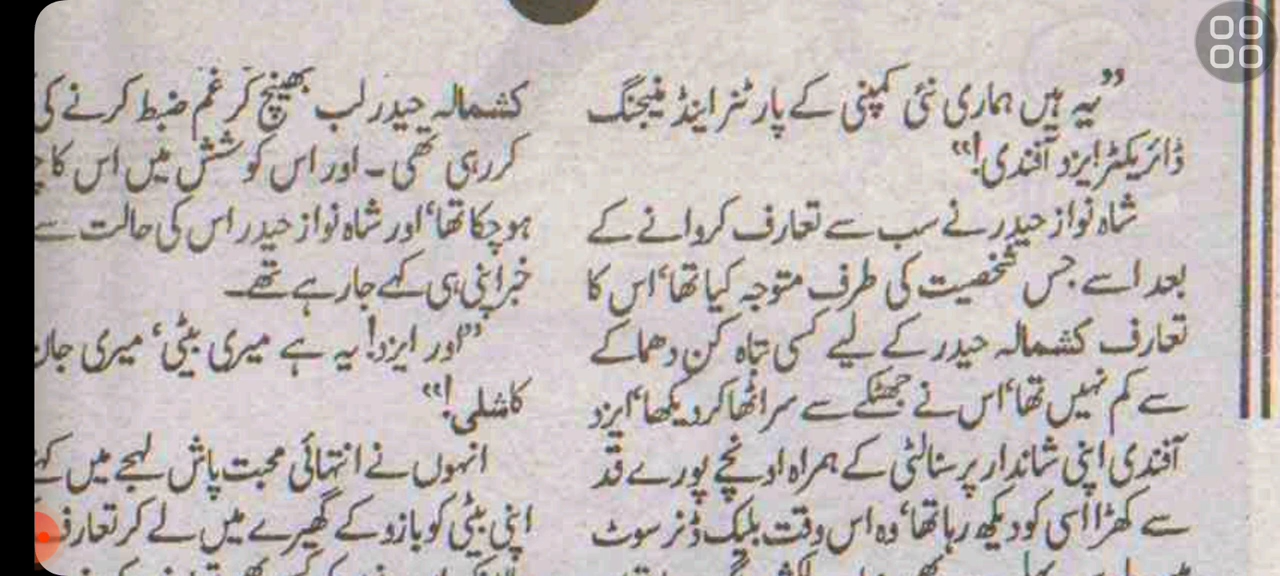 ”یہ ہیں ہماری نئی کمپنی کے پارٹنر اینڈ منیجنگ
ڈائریکٹر ایزد آفندی!“
شاہ نواز حیدر نے سب سے تعارف کروانے کے
بعد اسے جس شخصیت کی طرف متوجہ کیا تھا‘ اس کا
تعارف کشمالہ حیدر کے لیے کسی تباہ کن دھماکے
سے کم نہیں تھا‘ اس نے جھٹکے سے سر اٹھا کر دیکھا‘ ایزد
آفندی اپنی شاندار پرسنالٹی کے ہمراہ اونچے پورے قد
سے کھڑا اسی کو دیکھ رہا تھا‘ وہ اس وقت بلیک ڈنر سوٹ
کشمالہ حیدر لب بھینچ کر غم ضبط کرنے کی
کر رہی تھی۔ اور اس کوشش میں اس کا
ہو چکا تھا‘ اور شاہ نواز حیدر اس کی حالت سے
خبر اپنی ہی کہے جا رہے تھے۔
”اور ایزد! یہ ہے میری بیٹی‘ میری جان
کاشلی!“
انہوں نے انتہائی محبت پاش لہجے میں
اپنی بیٹی کو بازو کے گھیرے میں لے کر تعارف